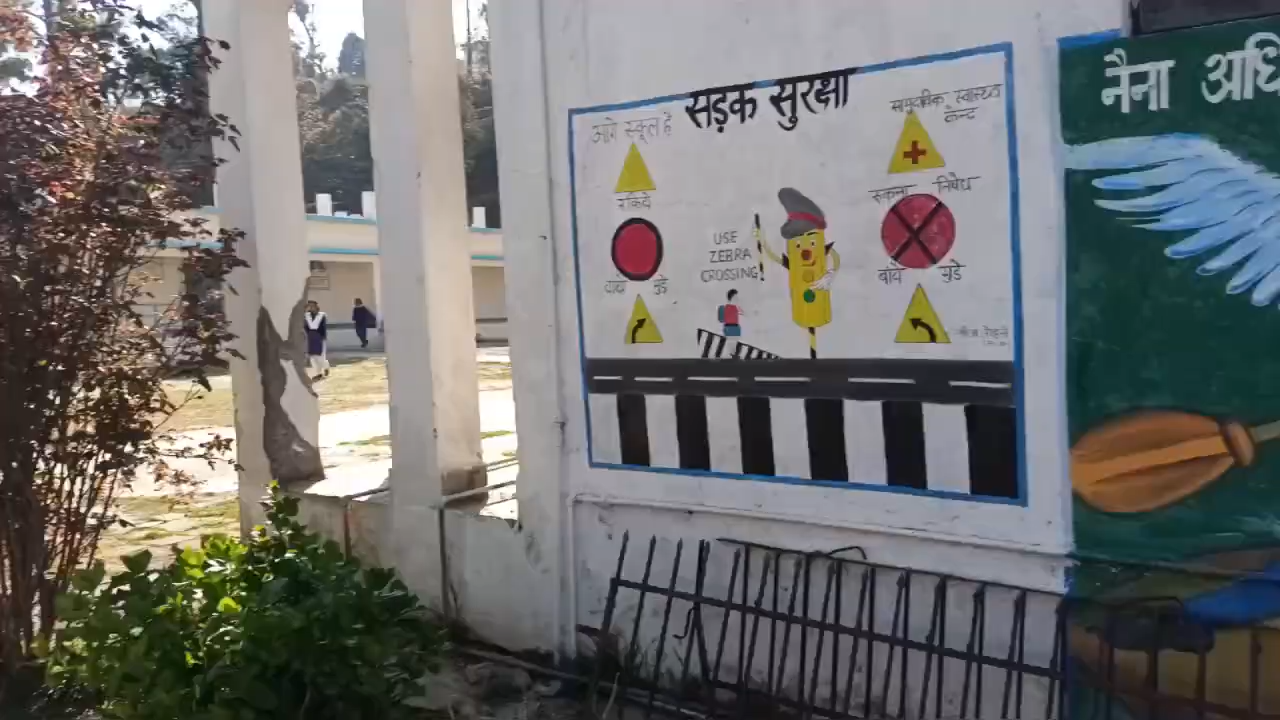 सड़क सुरक्षा
आगे स्कूल है
सामुदायिक स्वास्थ्य
केन्द्र
रुकिये
रुकना निषेध
USE
ZEBRA
CROSSING
दायें मुड़े
बायें मुड़े
नैना अधि